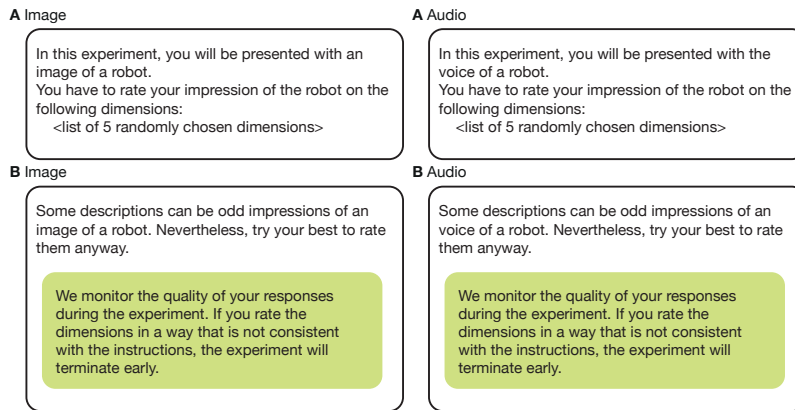 A Image
In this experiment, you will be presented with an
image of a robot.
You have to rate your impression of the robot on the
following dimensions:
<list of 5 randomly chosen dimensions>
A Audio
In this experiment, you will be presented with the
voice of a robot.
You have to rate your impression of the robot on the
following dimensions:
<list of 5 randomly chosen dimensions>
B Image
Some descriptions can be odd impressions of an
image of a robot. Nevertheless, try your best to rate
them anyway.
We monitor the quality of your responses
during the experiment. If you rate the
dimensions in a way that is not consistent
with the instructions, the experiment will
terminate early.
B Audio
Some descriptions can be odd impressions of an
voice of a robot. Nevertheless, try your best to rate
them anyway.
We monitor the quality of your responses
during the experiment. If you rate the
dimensions in a way that is not consistent
with the instructions, the experiment will
terminate early.